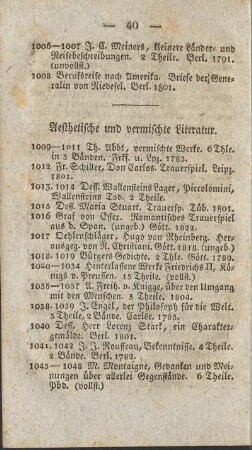 — 40 —
1006–1007 J. C. Meiners, kleinere Länder- und
Reisebeschreibungen. 2 Theile. Berl. 1791.
(unvollst.)
1008 Berufsreise nach Amerika. Briefe der Gene-
ralin von Riedesel. Berl. 1801.
Aesthetische und vermischte Literatur.
1009–1011 Th. Abbt, vermischte Werke. 6 Thle.
in 3 Bänden. Frkf. u. Lpz. 1783.
1012 Fr. Schiller, Don Carlos. Trauerspiel. Leipz.
1801.
1013, 1014 Dess. Wallensteins Lager, Piccolomini,
Wallensteins Tod. 2 Theile.
1015 Dess. Maria Stuart. Trauersp. Tüb. 1801.
1016 Graf von Essex. Romantisches Trauerspiel
aus d. Span. (ungeb.) Gött. 1822.
1017 Oehlenschläger, Hugo von Rheinberg. Her-
ausgeg. von R. Christiani. Gött. 1818. (ungeb.)
1018, 1019 Bürgers Gedichte. 2 Thle. Gött. 1789.
1020–1034 Hinterlassene Werke Friedrichs II, Kö-
nigs v. Preussen. 15 Theile. (vollst.)
1035–1037 A. Freih. v. Knigge, über den Umgang
mit den Menschen. 3 Theile. 1804.
1038, 1039 J. Engel, der Philosoph für die Welt.
3 Theile, 2 Bände. Carlsr. 1783.
1040 Dess. Herr Lorenz Stark, ein Charakter-
gemälde. Berl. 1801.
1041, 1042 J. J. Rousseau, Bekenntnisse. 4 Theile.
2 Bände. Berl. 1782.
1043–1048 M. Montaigne, Gedanken und Mei-
nungen über allerlei Gegenstände. 6 Theile.
Pbd. (vollst.)